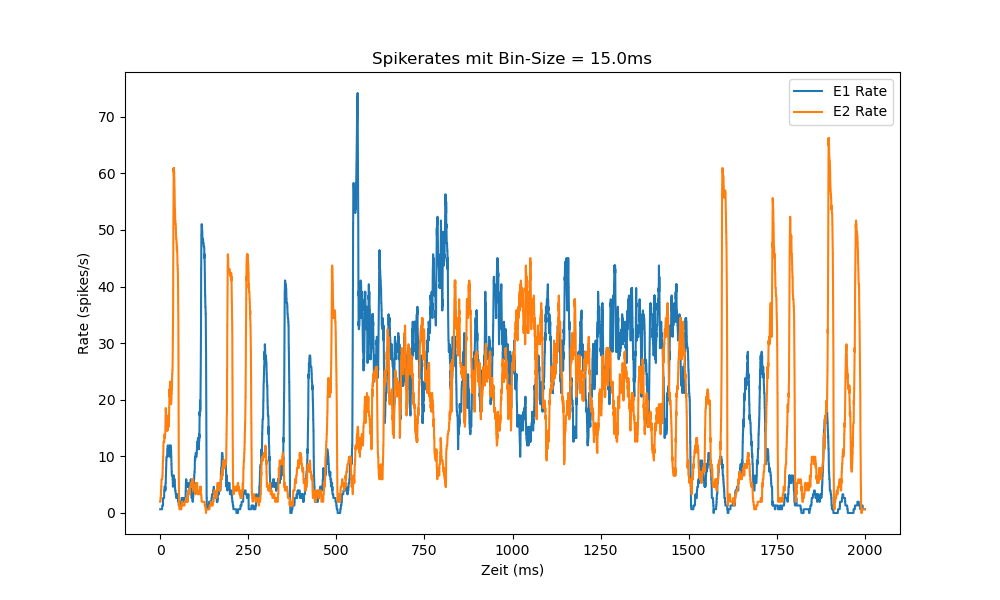 Spikerates mit Bin-Size = 15.0ms
E1 Rate
E2 Rate
Rate (spikes/s)
70
60
50
40
30
20
10
0
0 250 500 750 1000 1250 1500 1750 2000
Zeit (ms)